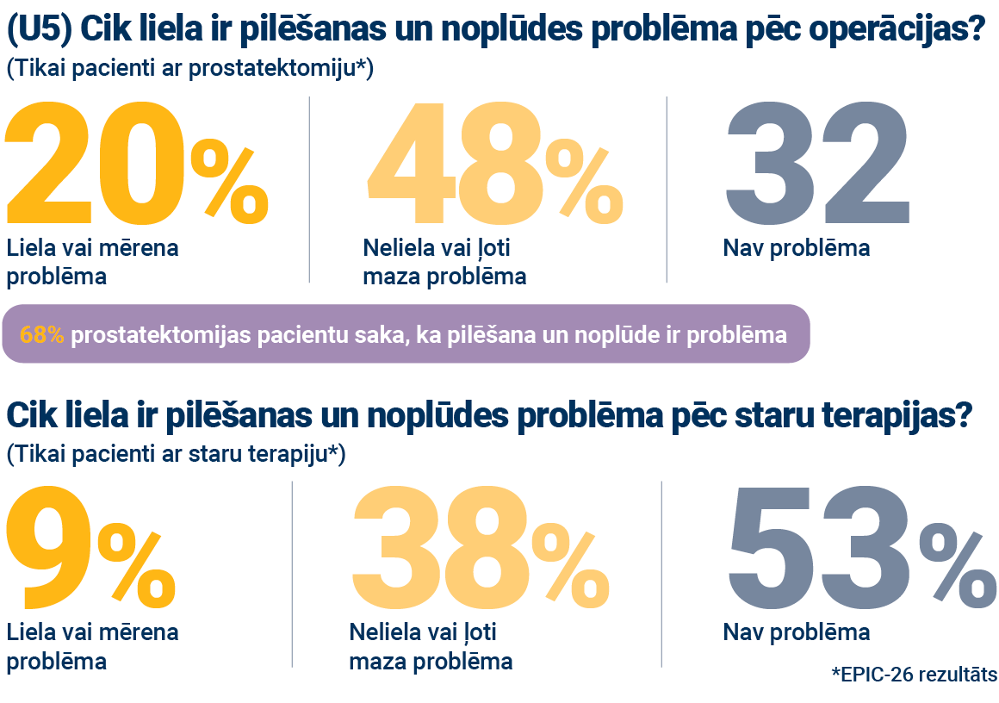 (U5) Cik liela ir pilēšanas un noplūdes problēma pēc operācijas?
(Tikai pacienti ar prostatektomiju*)
20%
Liela vai mērena
problēma
48%
Neliela vai ļoti
maza problēma
32
Nav problēma
68% prostatektomijas pacientu saka, ka pilēšana un noplūde ir problēma
Cik liela ir pilēšanas un noplūdes problēma pēc staru terapijas?
(Tikai pacienti ar staru terapiju*)
9%
Liela vai mērena
problēma
38%
Neliela vai ļoti
maza problēma
53%
Nav problēma
*EPIC-26 rezultāts